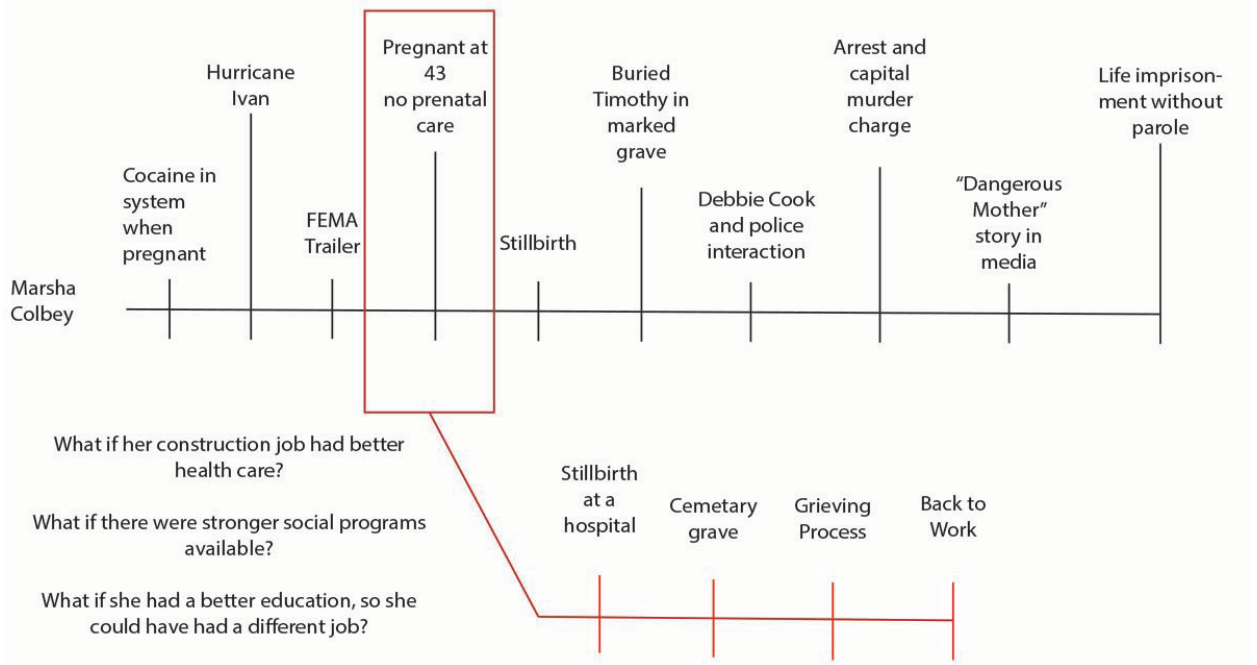 Marsha
Colbey
Cocaine in
system
when
pregnant
Hurricane
Ivan
FEMA
Trailer
Pregnant at
43
no prenatal
care
Stillbirth
Buried
Timothy in
marked
grave
Debbie Cook
and police
interaction
Arrest and
capital
murder
charge
“Dangerous
Mother”
story in
media
Life imprison-
ment without
parole
What if her construction job had better
health care?
What if there were stronger social programs
available?
What if she had a better education, so she
could have had a different job?
Stillbirth
at a
hospital
Cemetary
grave
Grieving
Process
Back to
Work